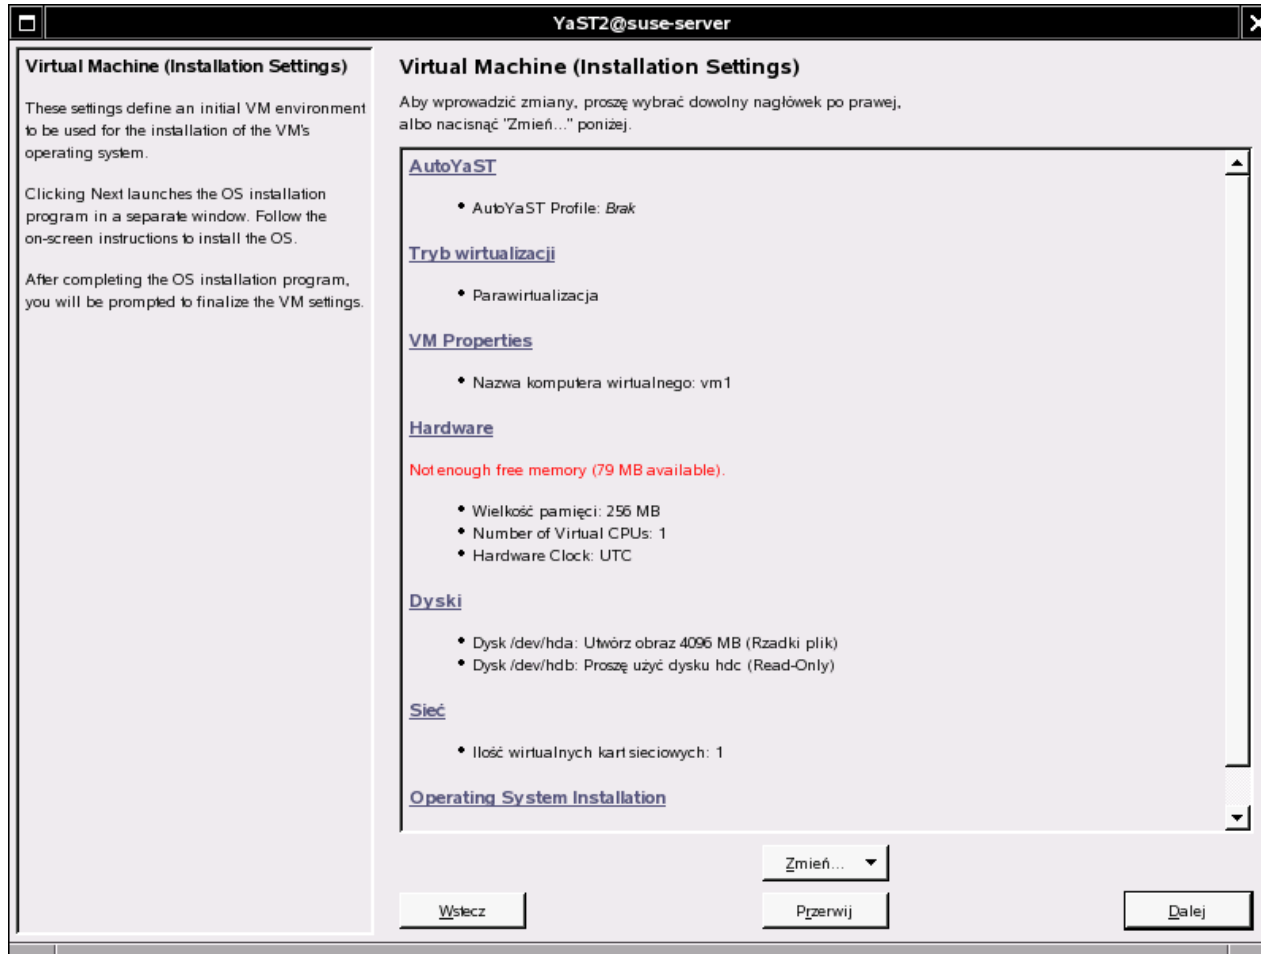 YaST2@suse-server
Virtual Machine (Installation Settings)
These settings define an initial VM environment
to be used for the installation of the VM's
operating system.
Clicking Next launches the OS installation
program in a separate window. Follow the
on-screen instructions to install the OS.
After completing the OS installation program,
you will be prompted to finalize the VM settings.
Virtual Machine (Installation Settings)
Aby wprowadzić zmiany, proszę wybrać dowolny nagłówek po prawej,
albo nacisnąć "Zmień..." poniżej.
AutoYaST
• AutoYaST Profile: Brak
Tryb wirtualizacji
• Parawirtualizacja
VM Properties
• Nazwa komputera wirtualnego: vm1
Hardware
Not enough free memory (79 MB available).
• Wielkość pamięci: 256 MB
• Number of Virtual CPUs: 1
• Hardware Clock: UTC
Dyski
• Dysk /dev/hda: Utwórz obraz 4096 MB (Rzadki plik)
• Dysk /dev/hdb: Proszę użyć dysku hdc (Read-Only)
Sieć
• Ilość wirtualnych kart sieciowych: 1
Operating System Installation
Zmień...
Wstecz
Przerwij
Dalej